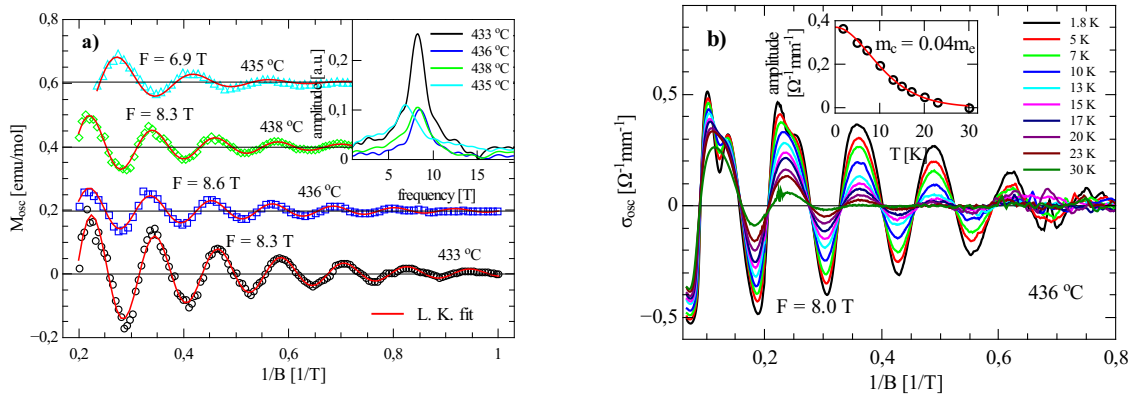 a)
0,8
0,6
0,4
0,2
0
−0,2
M_osc [emu/mol]
0,2
0,4
0,6
0,8
1
1/B [1/T]
F = 6.9 T
435 °C
F = 8.3 T
438 °C
F = 8.6 T
436 °C
F = 8.3 T
433 °C
L. K. fit
0,2
0,1
0
amplitude [a.u]
5
10
15
frequency [T]
433 °C
436 °C
438 °C
435 °C
b)
0,5
0
−0,5
σ_osc [Ω⁻¹mm⁻¹]
0,2
0,4
0,6
0,8
1/B [1/T]
F = 8.0 T
436 °C
0,4
0,2
0
amplitude
[Ω⁻¹mm⁻¹]
m_c = 0.04m_e
0
10
20
30
T [K]
1.8 K
5 K
7 K
10 K
13 K
15 K
17 K
20 K
23 K
30 K